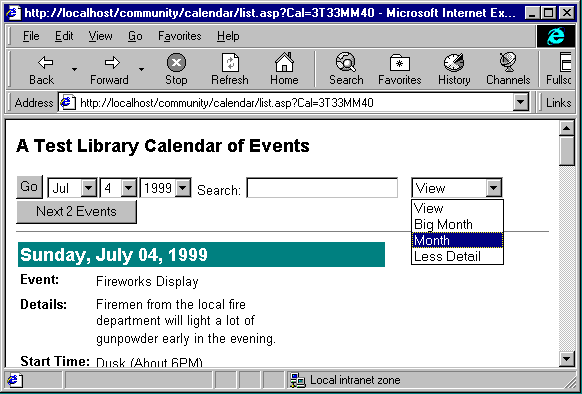 http://localhost/community/calendar/list.asp?Cal=3T33MM40 - Microsoft Internet Ex...
File Edit View Go Favorites Help
Back Forward Stop Refresh Home Search Favorites History Channels Fullsc
Address http://localhost/community/calendar/list.asp?Cal=3T33MM40 Links
A Test Library Calendar of Events
Go Jul 4 1999 Search: View
Next 2 Events
View
Big Month
Month
Less Detail
Sunday, July 04, 1999
Event: Fireworks Display
Details: Firemen from the local fire
department will light a lot of
gunpowder early in the evening.
Start Time: Dusk (About 6PM)
Local intranet zone